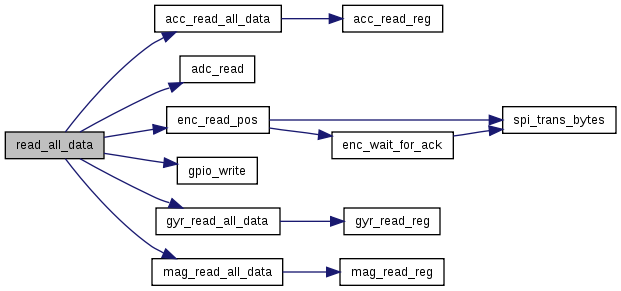 read_all_data
acc_read_all_data
acc_read_reg
adc_read
enc_read_pos
enc_wait_for_ack
spi_trans_bytes
gpio_write
gyr_read_all_data
gyr_read_reg
mag_read_all_data
mag_read_reg